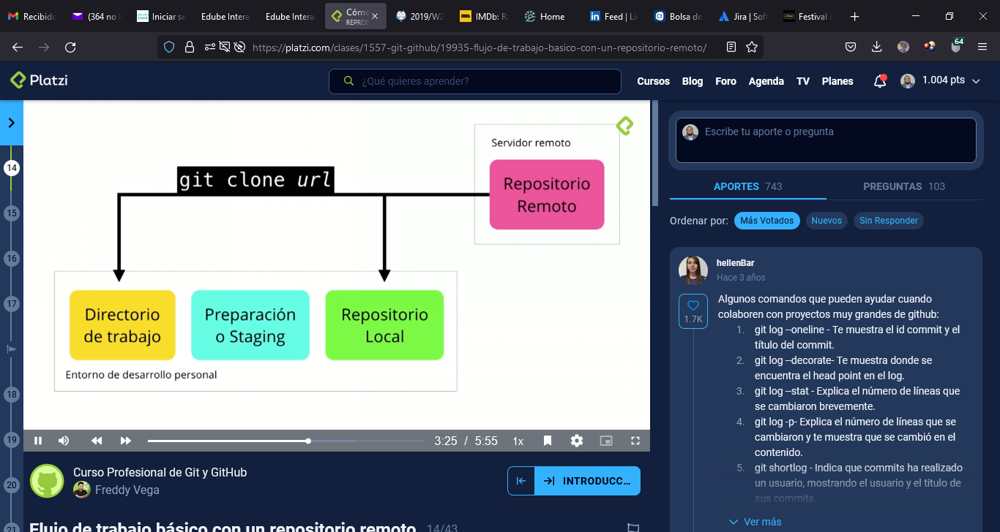 Recibido
(364 no l
Iniciar se
Edube Intera
Edube Intera
Cómo
REPROD
2019/W2
IMDb: Ra
Home
Feed | Li
Bolsa de
Jira | Soft
Festival
https://platzi.com/clases/1557-git-github/19935-flujo-de-trabajo-basico-con-un-repositorio-remoto/
64
Platzi
¿Qué quieres aprender?
Cursos
Blog
Foro
Agenda
TV
Planes
1.004 pts
14
15
16
17
18
19
20
21
Servidor remoto
Repositorio
Remoto
git clone url
Directorio
de trabajo
Preparación
o Staging
Repositorio
Local
Entorno de desarrollo personal
3:25 / 5:55
1x
Curso Profesional de Git y GitHub
Freddy Vega
INTRODUCC...
Flujo de trabajo básico con un repositorio remoto 14/43
Escribe tu aporte o pregunta
APORTES 743
PREGUNTAS 103
Ordenar por:
Más Votados
Nuevos
Sin Responder
hellenBar
Hace 3 años
1.7K
Algunos comandos que pueden ayudar cuando
colaboren con proyectos muy grandes de github:
1. git log --oneline - Te muestra el id commit y el
título del commit.
2. git log --decorate- Te muestra donde se
encuentra el head point en el log.
3. git log --stat - Explica el número de líneas que
se cambiaron brevemente.
4. git log -p- Explica el número de líneas que se
cambiaron y te muestra que se cambió en el
contenido.
5. git shortlog - Indica que commits ha realizado
un usuario, mostrando el usuario y el titulo de
sus commits.
Ver más